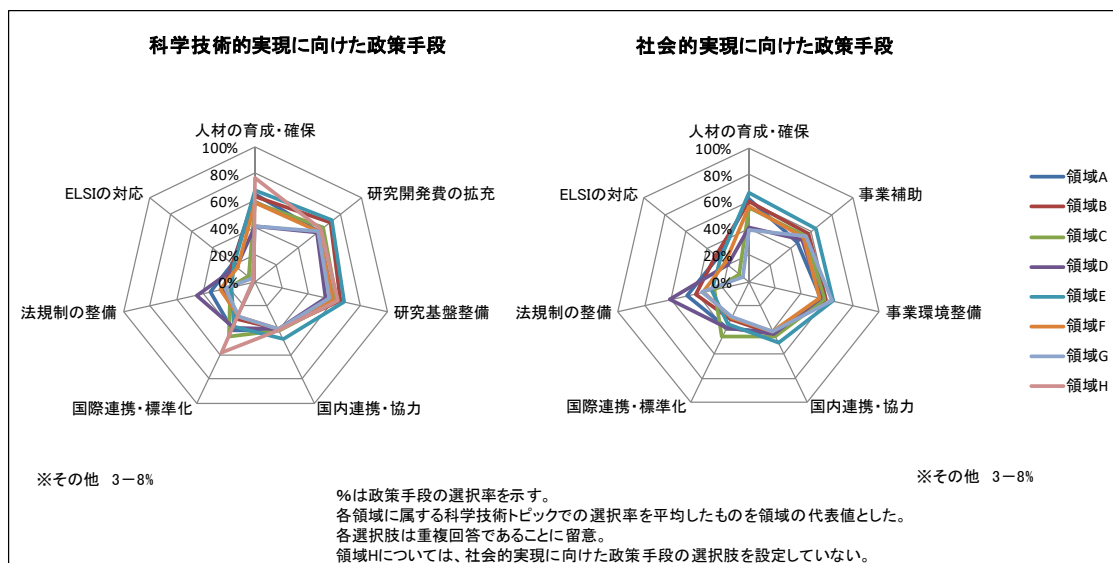 科学技術的実現に向けた政策手段
人材の育成・確保
100%
80%
60%
40%
20%
0%
研究開発費の拡充
研究基盤整備
国内連携・協力
国際連携・標準化
法規制の整備
ELSIの対応
※その他 3－8%
社会的実現に向けた政策手段
人材の育成・確保
100%
80%
60%
40%
20%
0%
事業補助
事業環境整備
国内連携・協力
国際連携・標準化
法規制の整備
ELSIの対応
※その他 3－8%
領域A
領域B
領域C
領域D
領域E
領域F
領域G
領域H
%は政策手段の選択率を示す。
各領域に属する科学技術トピックでの選択率を平均したものを領域の代表値とした。
各選択肢は重複回答であることに留意。
領域Hについては、社会的実現に向けた政策手段の選択肢を設定していない。